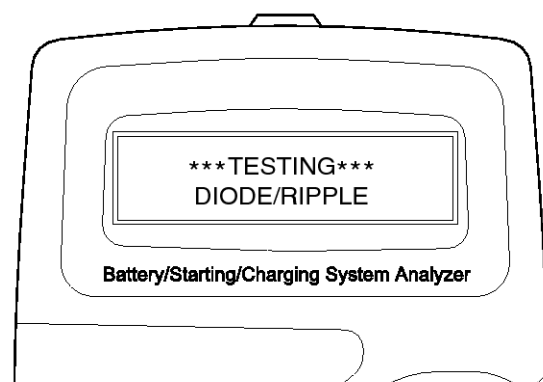 ***TESTING***
DIODE/RIPPLE
Battery/Starting/Charging System Analyzer